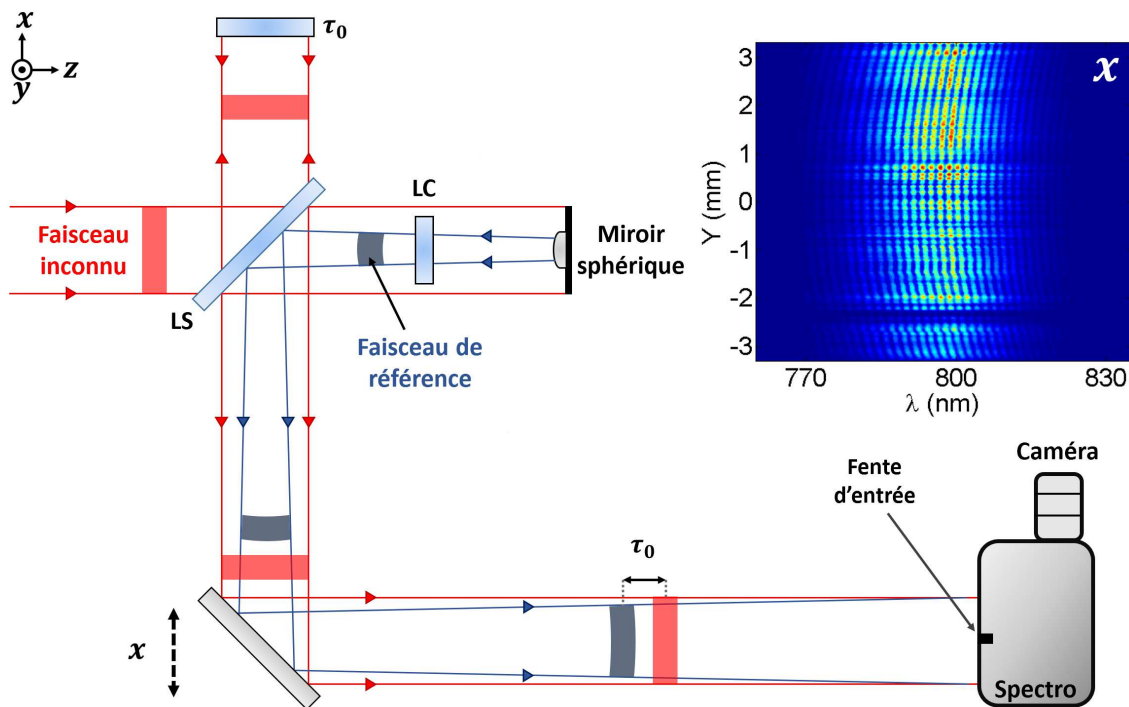 x
z
y
τ₀
LC
Faisceau
inconnu
Miroir
sphérique
LS
Faisceau de
référence
x
τ₀
Fente
d'entrée
Caméra
Spectro
x
3
2
1
0
-1
-2
-3
Y (mm)
770
800
830
λ (nm)